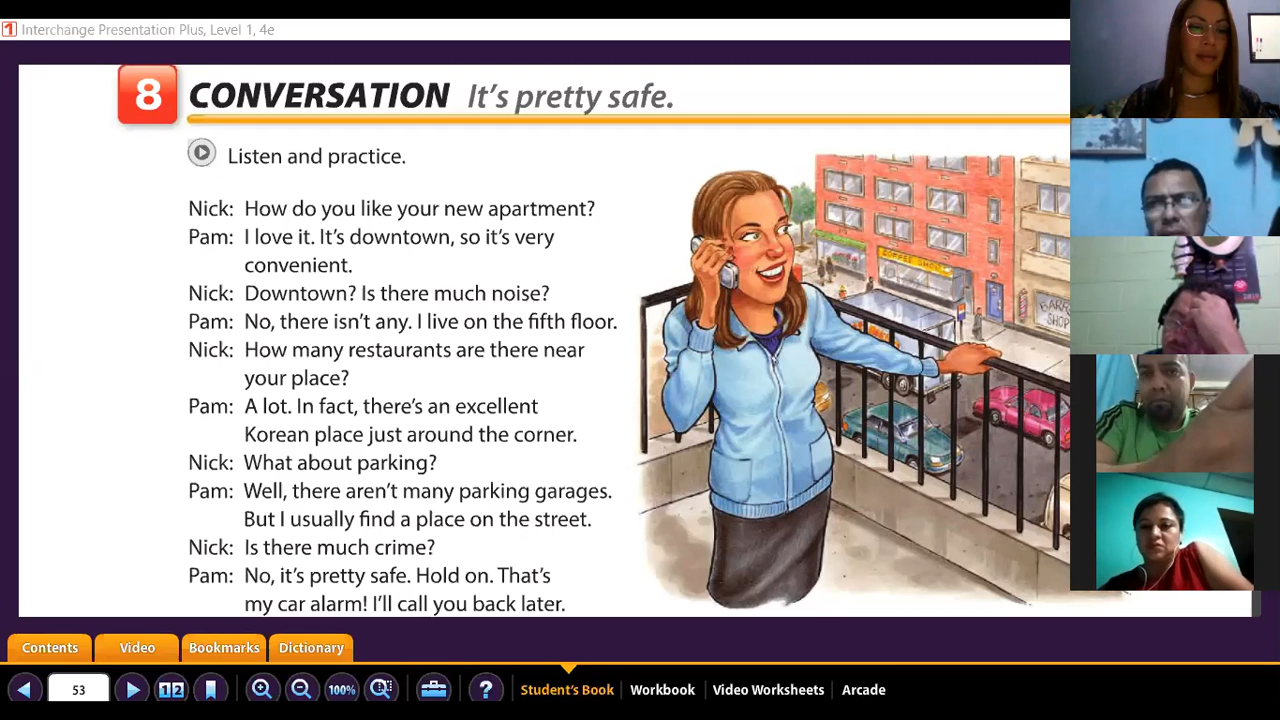 Interchange Presentation Plus, Level 1, 4e
8 CONVERSATION It's pretty safe.
Listen and practice.
Nick: How do you like your new apartment?
Pam: I love it. It's downtown, so it's very
convenient.
Nick: Downtown? Is there much noise?
Pam: No, there isn't any. I live on the fifth floor.
Nick: How many restaurants are there near
your place?
Pam: A lot. In fact, there's an excellent
Korean place just around the corner.
Nick: What about parking?
Pam: Well, there aren't many parking garages.
But I usually find a place on the street.
Nick: Is there much crime?
Pam: No, it's pretty safe. Hold on. That's
my car alarm! I'll call you back later.
COFFEE SHOP
Contents Video Bookmarks Dictionary
53 12 100% ? Student's Book Workbook Video Worksheets Arcade